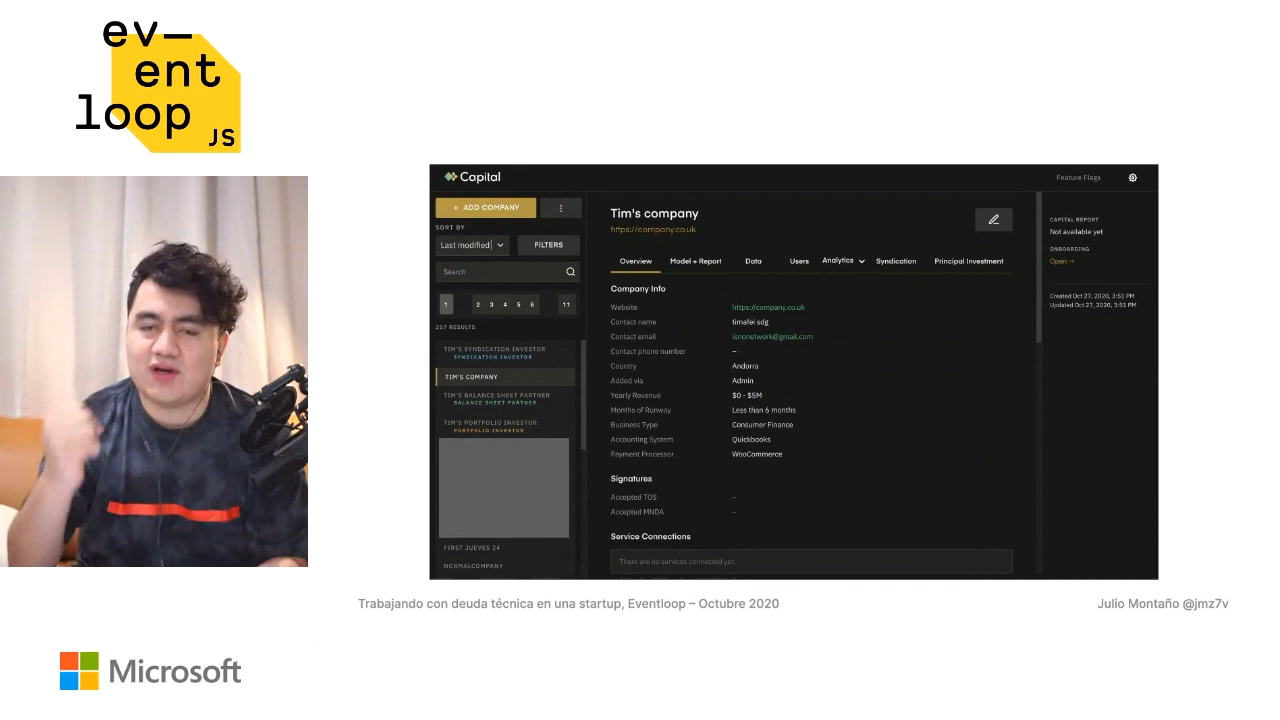 ev—
ent
loop
JS
Capital
Feature Flags
+ ADD COMPANY
SORT BY
Last modified
FILTERS
Search
1 2 3 4 5 6 11
217 RESULTS
TIM'S SYNDICATION INVESTOR
SYNDICATION INVESTOR
TIM'S COMPANY
TIM'S BALANCE SHEET PARTNER
BALANCE SHEET PARTNER
TIM'S PORTFOLIO INVESTOR
PORTFOLIO INVESTOR
FIRST JUEVES 24
NORMALCOMPANY
Tim's company
https://company.co.uk
Overview Model + Report Data Users Analytics Syndication Principal Investment
Company Info
Website https://company.co.uk
Contact name timafei sdg
Contact email isnonetwork@gmail.com
Contact phone number –
Country Andorra
Added via Admin
Yearly Revenue $0 - $5M
Months of Runway Less than 6 months
Business Type Consumer Finance
Accounting System Quickbooks
Payment Processor WooCommerce
Signatures
Accepted TOS –
Accepted MNDA –
Service Connections
There are no services connected yet.
CAPITAL REPORT
Not available yet
ONBOARDING
Open →
Created Oct 27, 2020, 3:51 PM
Updated Oct 27, 2020, 3:51 PM
Trabajando con deuda técnica en una startup, Eventloop – Octubre 2020
Julio Montaño @jmz7v
Microsoft